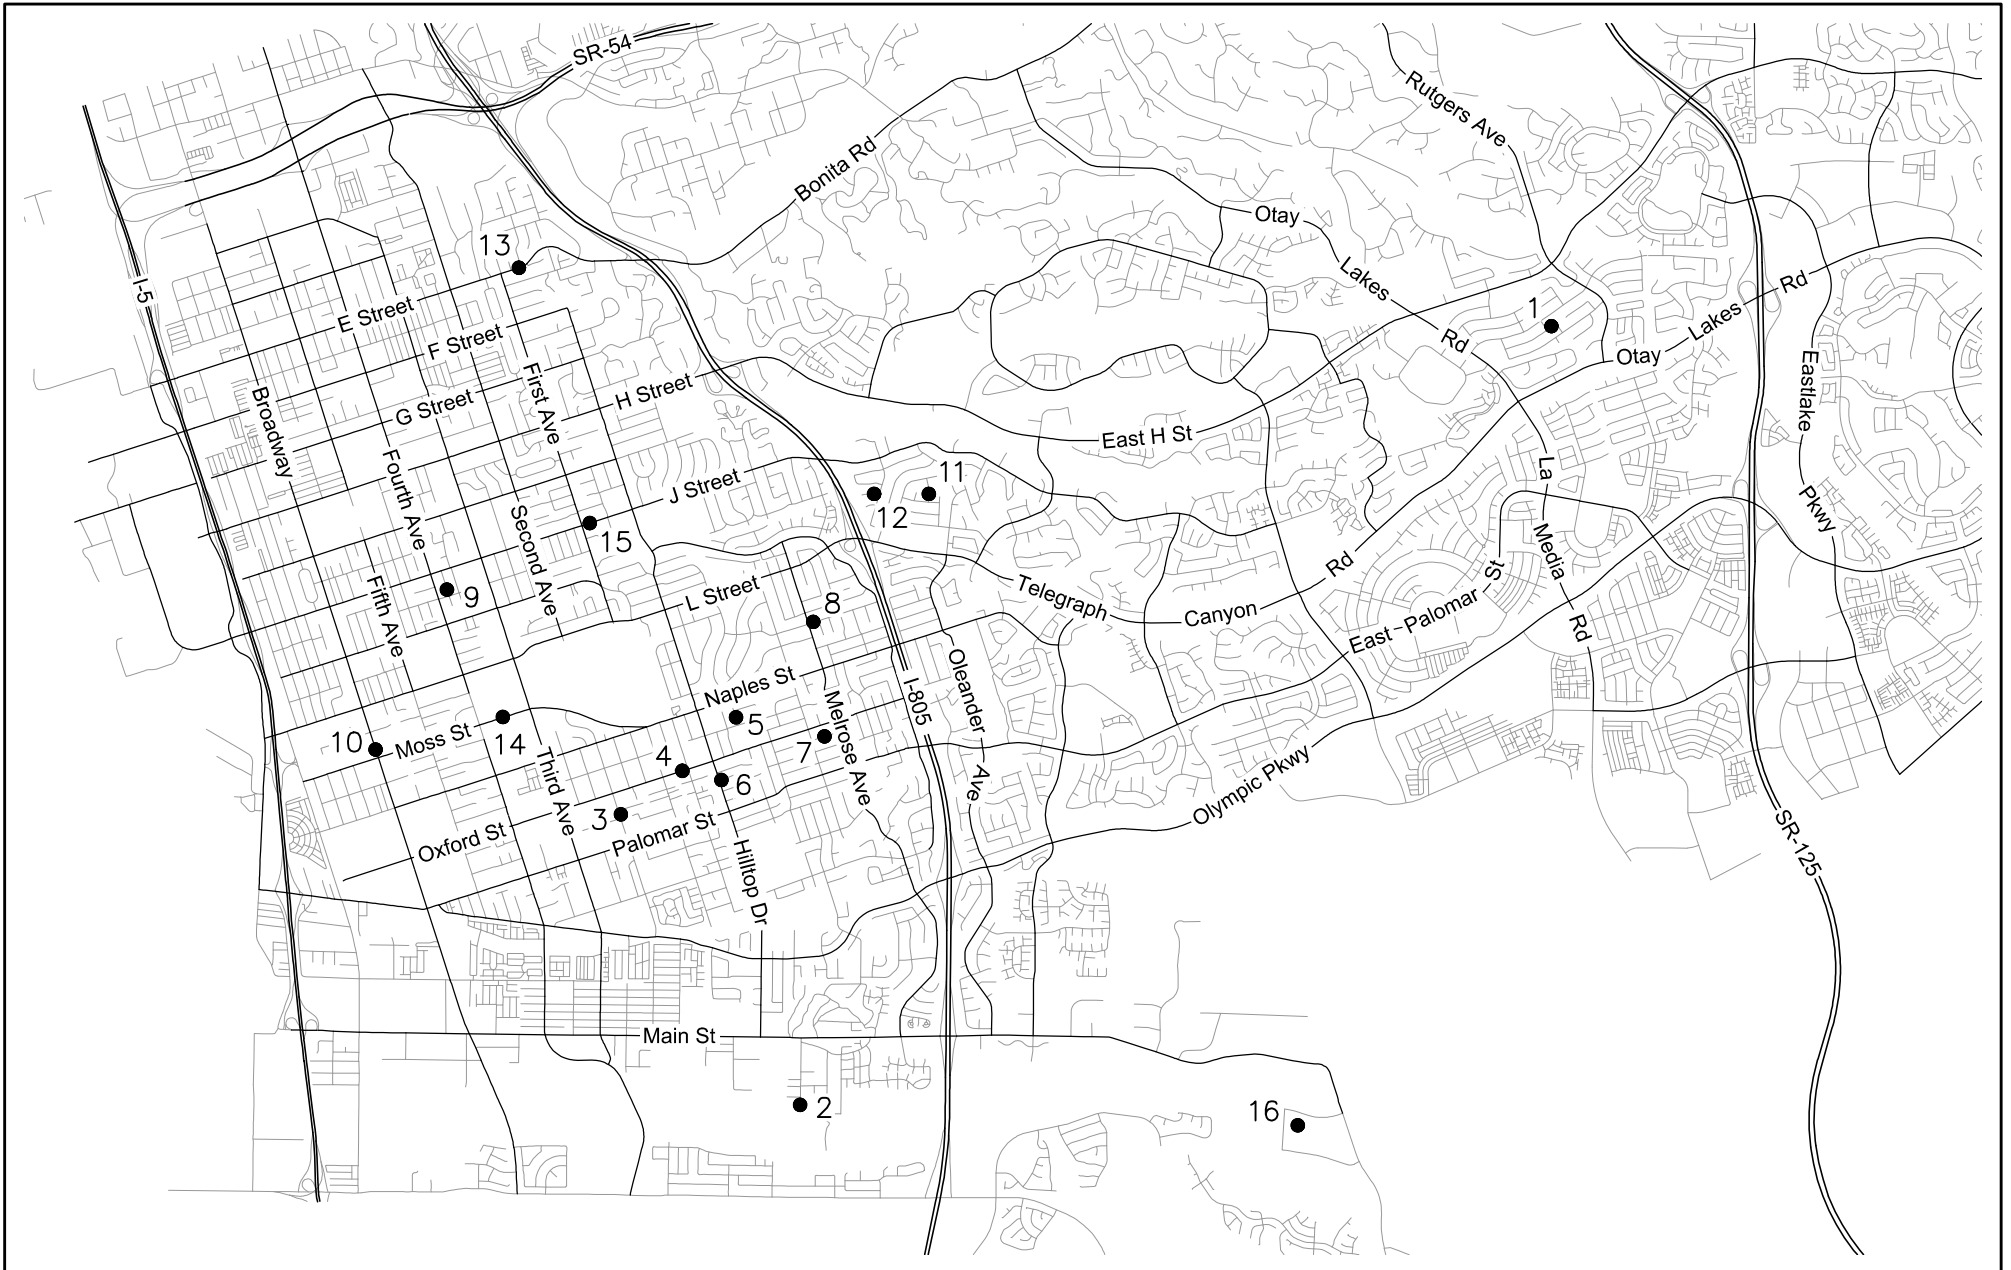 SR-54
Rutgers Ave
Bonita Rd
Otay
Lakes
Rd
13
I-5
E Street
F Street
1
Otay
Lakes
Rd
First Ave
H Street
G Street
Broadway
Eastlake
Pkwy
East H St
Fourth Ave
J Street
11
12
La
Media
Rd
Second Ave
15
Fifth Ave
9
L Street
8
Telegraph
Canyon
Rd
East
Palomar
St
Naples St
Oleander
Ave
I-805
Melrose Ave
10
Moss St
14
5
7
4
6
3
Third Ave
Oxford St
Palomar St
Hilltop Dr
Olympic Pkwy
SR-125
Main St
2
16